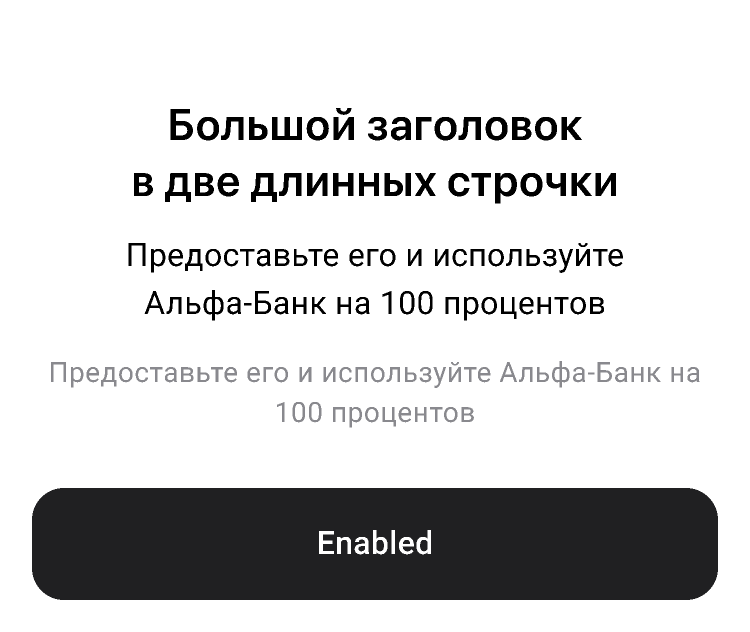 Большой заголовок
в две длинных строчки
Предоставьте его и используйте
Альфа-Банк на 100 процентов
Предоставьте его и используйте Альфа-Банк на
100 процентов
Enabled